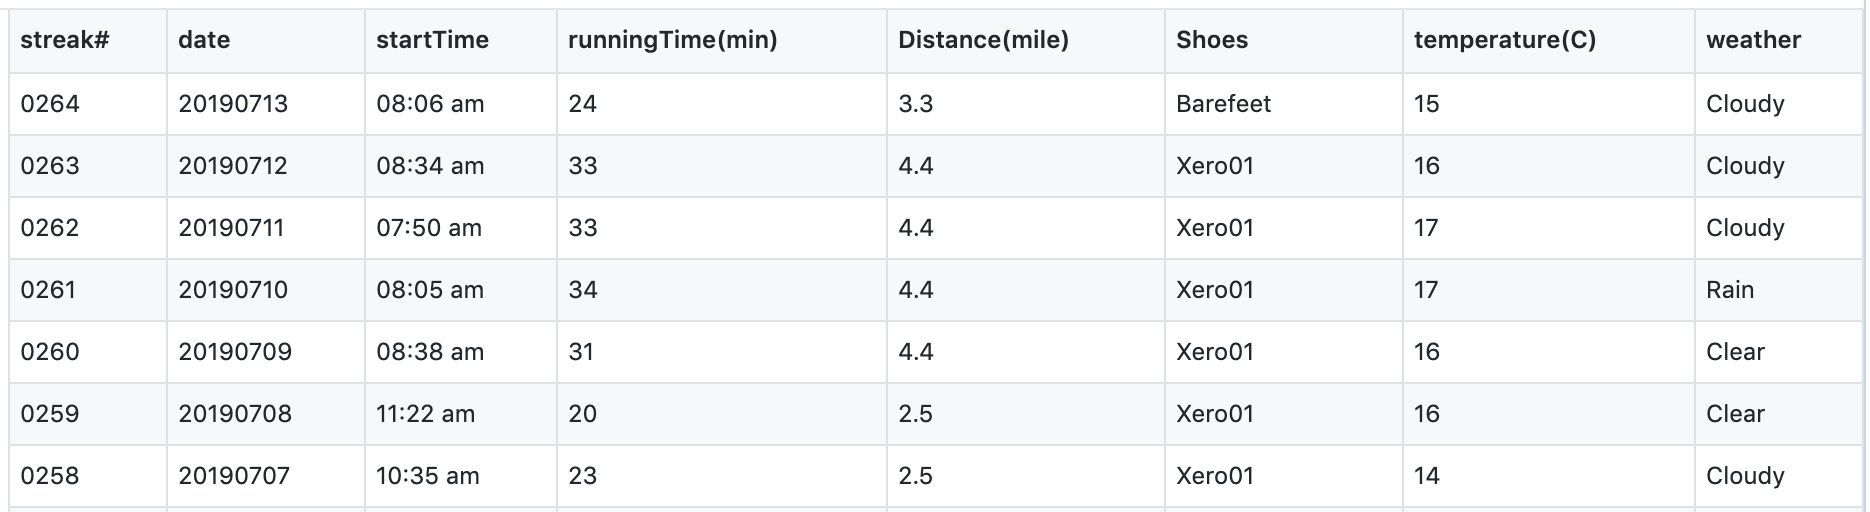 streak# date startTime runningTime(min) Distance(mile) Shoes temperature(C) weather
0264 20190713 08:06 am 24 3.3 Barefeet 15 Cloudy
0263 20190712 08:34 am 33 4.4 Xero01 16 Cloudy
0262 20190711 07:50 am 33 4.4 Xero01 17 Cloudy
0261 20190710 08:05 am 34 4.4 Xero01 17 Rain
0260 20190709 08:38 am 31 4.4 Xero01 16 Clear
0259 20190708 11:22 am 20 2.5 Xero01 16 Clear
0258 20190707 10:35 am 23 2.5 Xero01 14 Cloudy